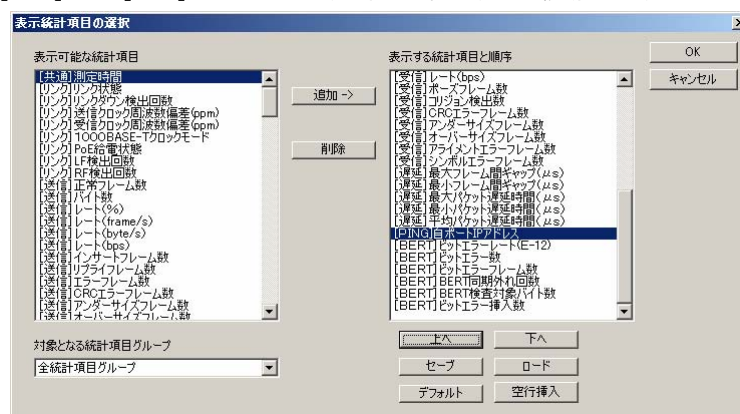 表示統計項目の選択
表示可能な統計項目
[共通]測定時間
[リンク]リンク状態
[リンク]リンクダウン検出回数
[リンク]送信クロック周波数偏差(ppm)
[リンク]受信クロック周波数偏差(ppm)
[リンク]1000BASE-Tクロックモード
[リンク]PoE給電状態
[リンク]LF検出回数
[リンク]RF検出回数
[送信]正常フレーム数
[送信]バイト数
[送信]レート(%)
[送信]レート(frame/s)
[送信]レート(byte/s)
[送信]レート(bps)
[送信]インサートフレーム数
[送信]リプライフレーム数
[送信]エラーフレーム数
[送信]CRCエラーフレーム数
[送信]アンダーサイズフレーム数
[送信]オーバーサイズフレーム数
対象となる統計項目グループ
全統計項目グループ
追加 ->
削除
表示する統計項目と順序
[受信]レート(bps)
[受信]ポーズフレーム数
[受信]コリジョン検出数
[受信]CRCエラーフレーム数
[受信]アンダーサイズフレーム数
[受信]オーバーサイズフレーム数
[受信]アライメントエラーフレーム数
[受信]シンボルエラーフレーム数
[遅延]最大フレーム間ギャップ(μs)
[遅延]最小フレーム間ギャップ(μs)
[遅延]最大パケット遅延時間(μs)
[遅延]最小パケット遅延時間(μs)
[遅延]平均パケット遅延時間(μs)
[PING]自ポートIPアドレス
[BERT]ビットエラーレート(E-12)
[BERT]ビットエラー数
[BERT]ビットエラーフレーム数
[BERT]BERT同期外れ回数
[BERT]BERT検査対象バイト数
[BERT]ビットエラー挿入数
上へ
下へ
セーブ
ロード
デフォルト
空行挿入
OK
キャンセル